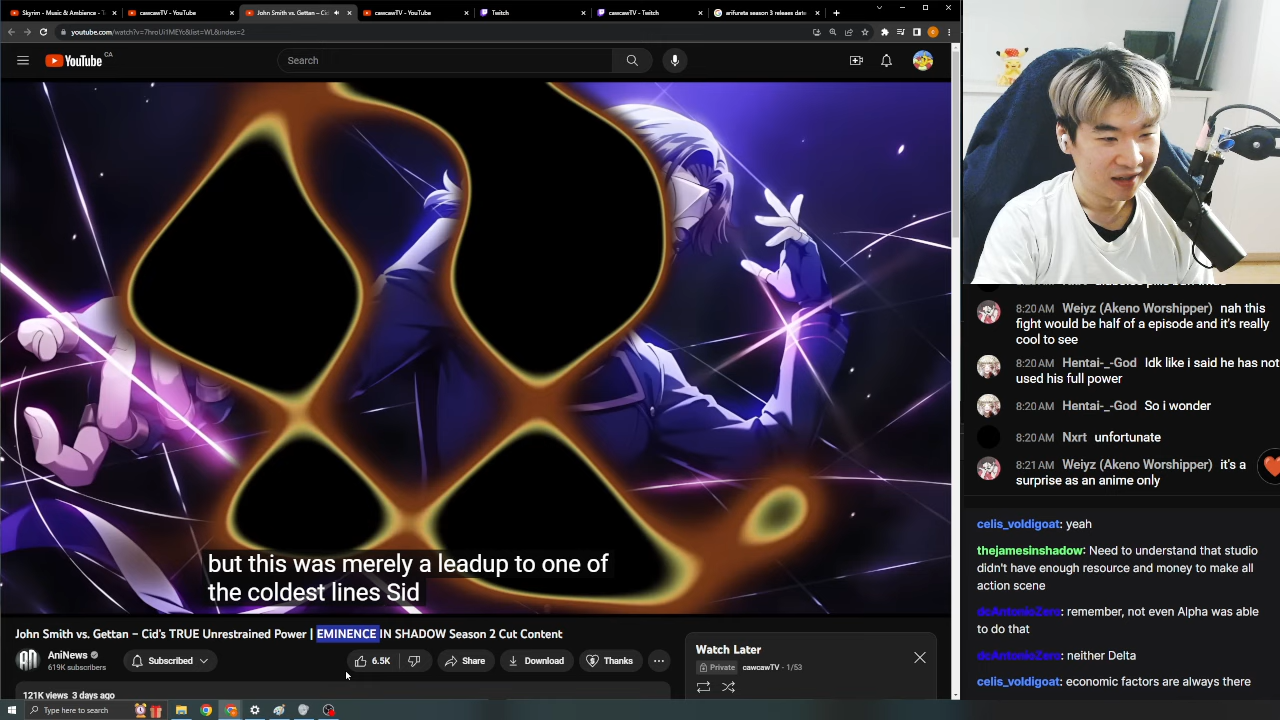 Skyrim - Music & Ambience -
cawcawTV - YouTube
John Smith vs. Gettan – Ci
cawcawTV - YouTube
Twitch
cawcawTV - Twitch
arifureta season 3 releaes date
youtube.com/watch?v=7hroUi1MEYc&list=WL&index=2
YouTube CA
Search
but this was merely a leadup to one of
the coldest lines Sid
John Smith vs. Gettan – Cid's TRUE Unrestrained Power | EMINENCE IN SHADOW Season 2 Cut Content
AniNews
619K subscribers
Subscribed
6.5K
Share
Download
Thanks
121K views 3 days ago
Watch Later
Private cawcawTV - 1/53
Type here to search
8:20 AM Weiyz (Akeno Worshipper) nah this
fight would be half of a episode and it's really
cool to see
8:20 AM Hentai-_-God Idk like i said he has not
used his full power
8:20 AM Hentai-_-God So i wonder
8:20 AM Nxrt unfortunate
8:21 AM Weiyz (Akeno Worshipper) it's a
surprise as an anime only
celis_voldigoat: yeah
thejamesinshadow: Need to understand that studio
didn't have enough resource and money to make all
action scene
dcAntonioZero: remember, not even Alpha was able
to do that
dcAntonioZero: neither Delta
celis_voldigoat: economic factors are always there